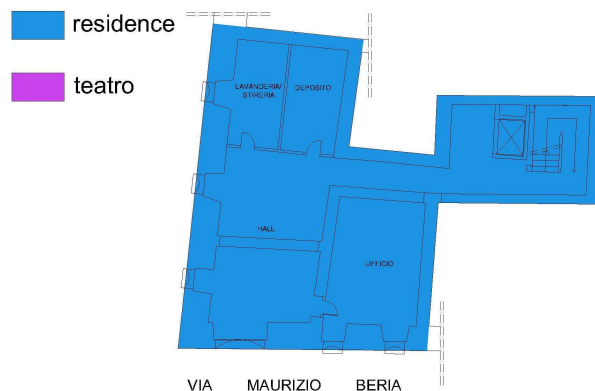 residence
teatro
LAVANDERIA/
STIRERIA
DEPOSITO
HALL
UFFICIO
VIA MAURIZIO BERIA